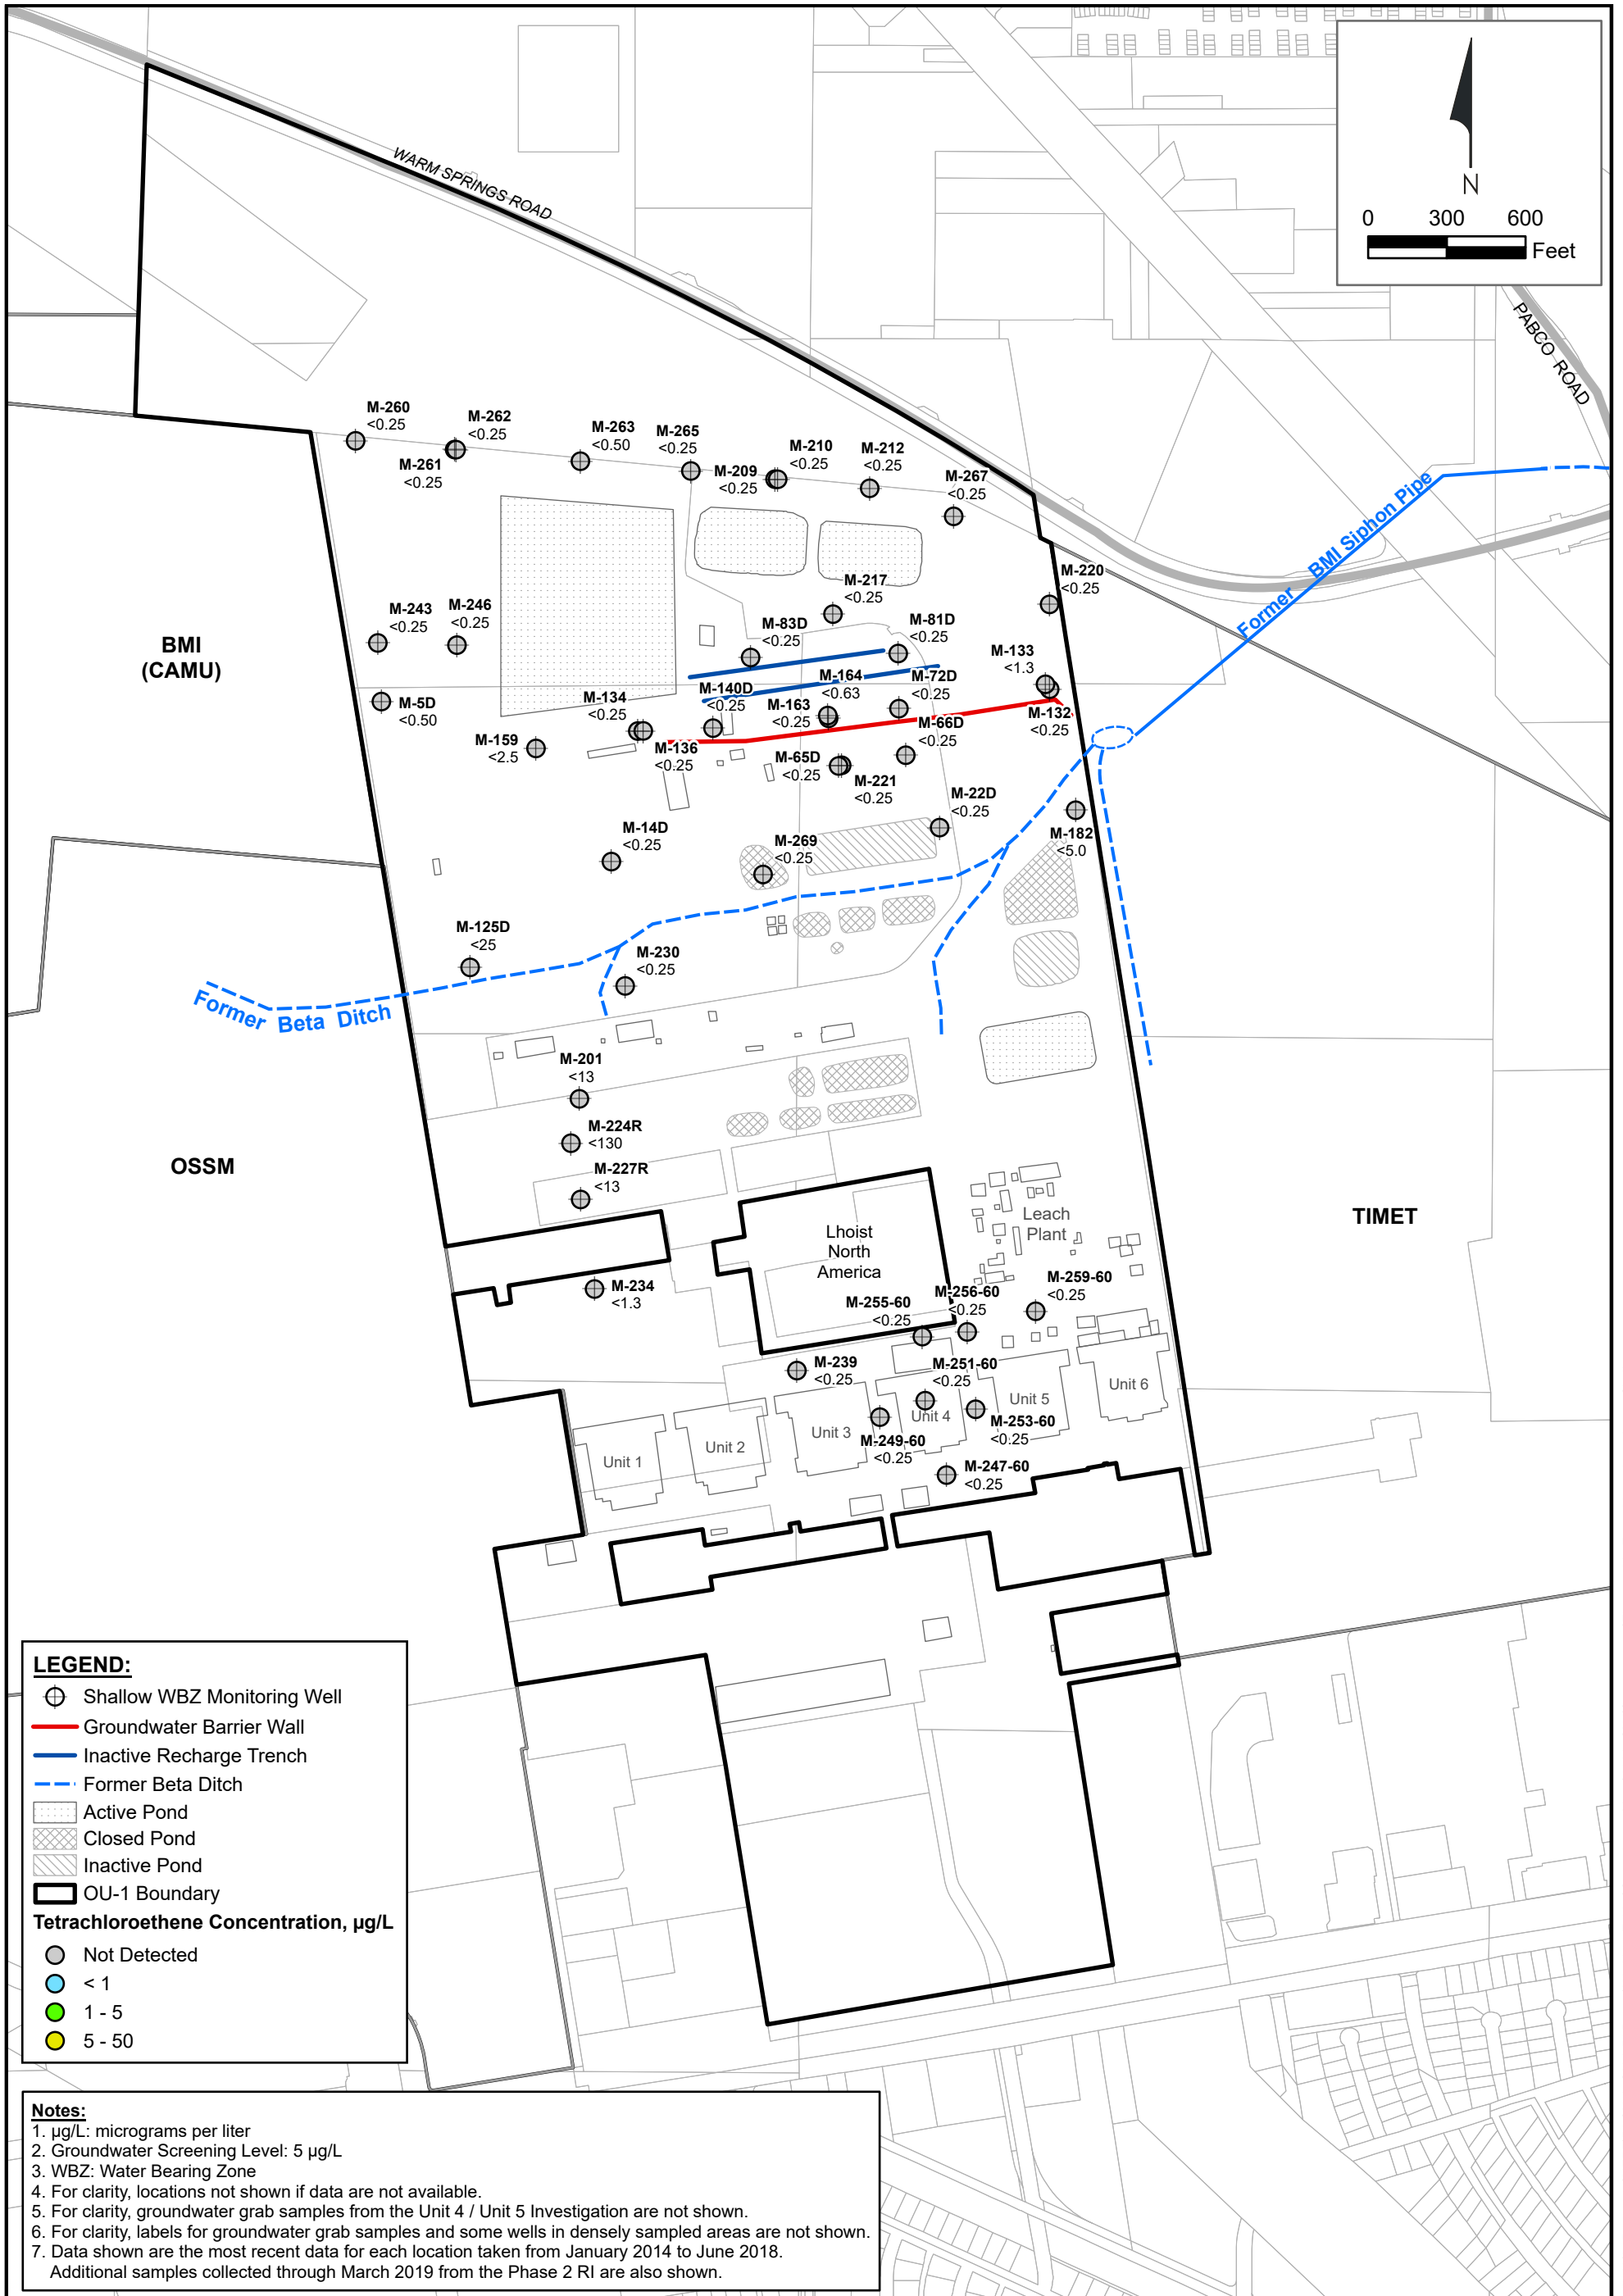 WARM SPRINGS ROAD
N
0 300 600
Feet
PABCO ROAD
M-260
<0.25
M-262
<0.25
M-261
<0.25
M-263
<0.50
M-265
<0.25
M-209
<0.25
M-210
<0.25
M-212
<0.25
M-267
<0.25
Former BMI Siphon Pipe
M-220
<0.25
M-217
<0.25
M-243
<0.25
M-246
<0.25
M-83D
<0.25
M-81D
<0.25
BMI
(CAMU)
M-133
<1.3
M-5D
<0.50
M-134
<0.25
M-140D
<0.25
M-164
<0.63
M-72D
<0.25
M-163
<0.25
M-132
<0.25
M-159
<2.5
M-136
<0.25
M-66D
<0.25
M-65D
<0.25
M-221
<0.25
M-22D
<0.25
M-182
<5.0
M-14D
<0.25
M-269
<0.25
M-125D
<25
M-230
<0.25
Former Beta Ditch
M-201
<13
M-224R
<130
OSSM
M-227R
<13
TIMET
Leach
Plant
Lhoist
North
America
M-234
<1.3
M-259-60
<0.25
M-256-60
<0.25
M-255-60
<0.25
M-239
<0.25
M-251-60
<0.25
M-253-60
<0.25
M-249-60
<0.25
M-247-60
<0.25
Unit 1
Unit 2
Unit 3
Unit 4
Unit 5
Unit 6
LEGEND:
Shallow WBZ Monitoring Well
Groundwater Barrier Wall
Inactive Recharge Trench
Former Beta Ditch
Active Pond
Closed Pond
Inactive Pond
OU-1 Boundary
Tetrachloroethene Concentration, µg/L
Not Detected
< 1
1 - 5
5 - 50
Notes:
1. µg/L: micrograms per liter
2. Groundwater Screening Level: 5 µg/L
3. WBZ: Water Bearing Zone
4. For clarity, locations not shown if data are not available.
5. For clarity, groundwater grab samples from the Unit 4 / Unit 5 Investigation are not shown.
6. For clarity, labels for groundwater grab samples and some wells in densely sampled areas are not shown.
7. Data shown are the most recent data for each location taken from January 2014 to June 2018.
Additional samples collected through March 2019 from the Phase 2 RI are also shown.